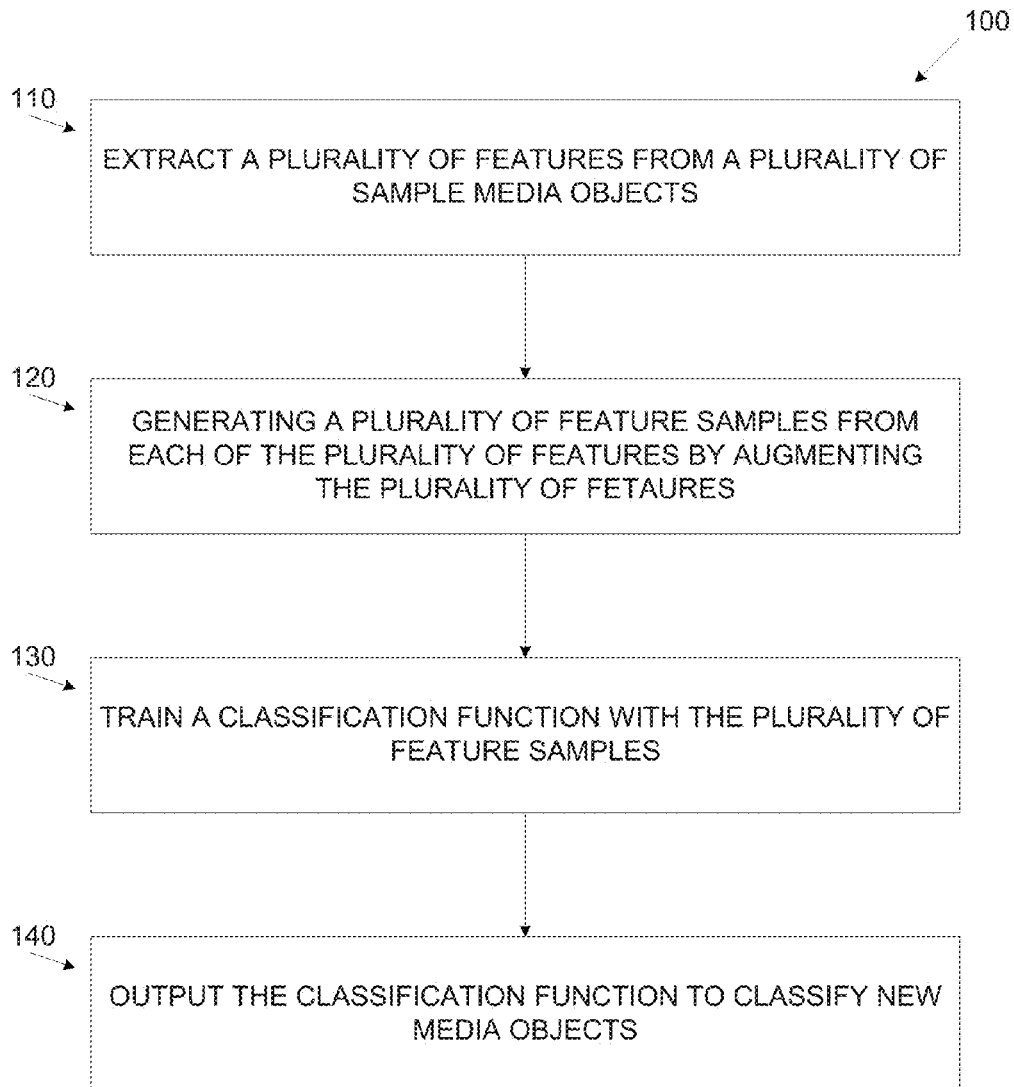 100
110
EXTRACT A PLURALITY OF FEATURES FROM A PLURALITY OF
SAMPLE MEDIA OBJECTS
120
GENERATING A PLURALITY OF FEATURE SAMPLES FROM
EACH OF THE PLURALITY OF FEATURES BY AUGMENTING
THE PLURALITY OF FETAURES
130
TRAIN A CLASSIFICATION FUNCTION WITH THE PLURALITY OF
FEATURE SAMPLES
140
OUTPUT THE CLASSIFICATION FUNCTION TO CLASSIFY NEW
MEDIA OBJECTS